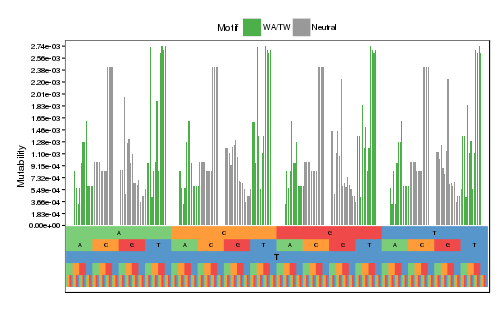 Motif WA/TW Neutral
Mutability
2.74e-03
2.56e-03
2.38e-03
2.20e-03
2.01e-03
1.83e-03
1.65e-03
1.46e-03
1.28e-03
1.10e-03
9.15e-04
7.32e-04
5.49e-04
3.66e-04
1.83e-04
0.00e+00
A C G T
A C G T A C G T A C G T A C G T
T